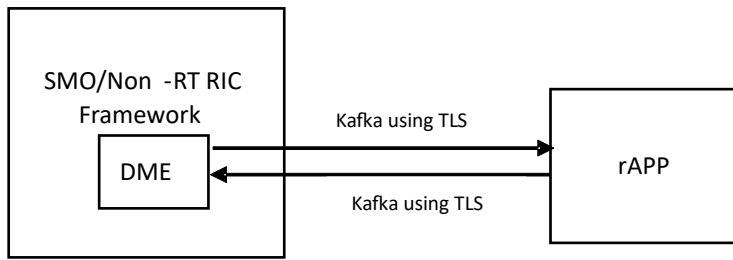 SMO/Non -RT RIC
Framework
DME
Kafka using TLS
Kafka using TLS
rAPP